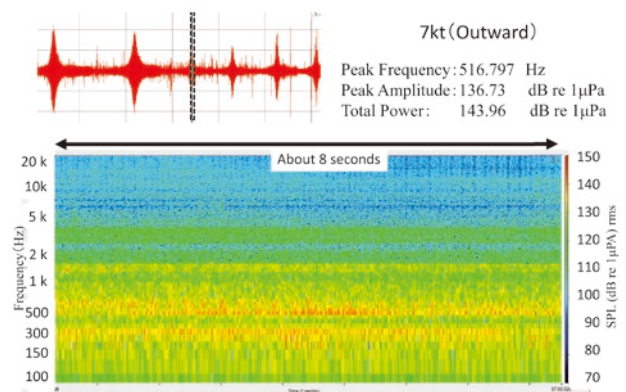 7kt(Outward)
Peak Frequency: 516.797 Hz
Peak Amplitude: 136.73 dB re 1μPa
Total Power: 143.96 dB re 1μPa
About 8 seconds
20 k
10k
5 k
2 k
1 k
500
300
150
100
Frequency(Hz)
150
140
130
120
110
100
90
80
70
SPL (dB re 1μPA) rms